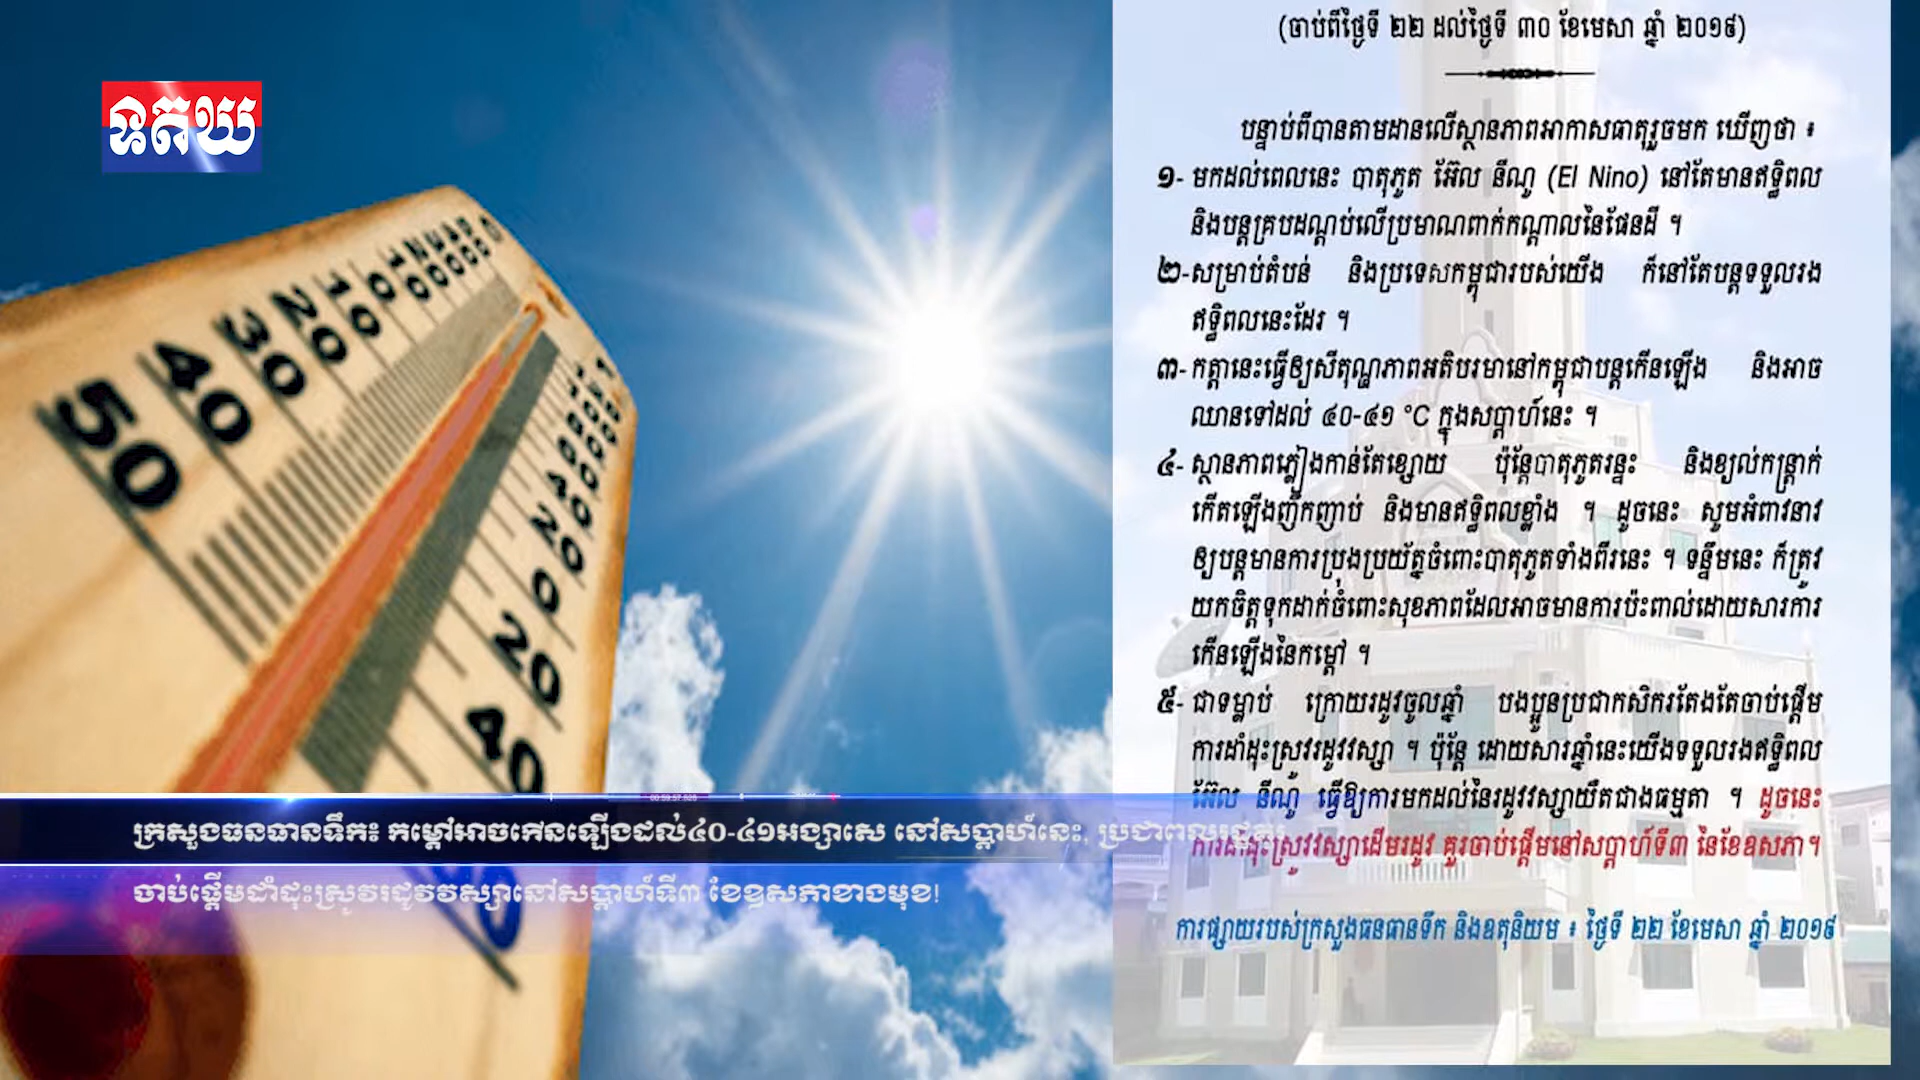 ឧតយ
(ចាប់ពីថ្ងៃទី ២២ ដល់ថ្ងៃទី ៣០ ខែមេសា ឆ្នាំ ២០១៩)
បន្ទាប់ពីបានតាមដានលើស្ថានភាពអាកាសធាតុរួចមក ឃើញថា ៖
១- មកដល់ពេលនេះ បាតុភូត អ៊ែល នីណូ (El Nino) នៅតែមានឥទ្ធិពល
និងបន្តគ្របដណ្តប់លើប្រមាណពាក់កណ្តាលនៃផែនដី ។
២-សម្រាប់តំបន់ និងប្រទេសកម្ពុជារបស់យើង ក៏នៅតែបន្តទទួលរង
ឥទ្ធិពលនេះដែរ ។
៣- កត្តានេះធ្វើឲ្យសីតុណ្ហភាពអតិបរមានៅកម្ពុជាបន្តកើនឡើង និងអាច
ឈានទៅដល់ ៤០-៤១ °C ក្នុងសប្តាហ៍នេះ ។
៤- ស្ថានភាពភ្លៀងកាន់តែខ្សោយ ប៉ុន្តែបាតុភូតរន្ទះ និងខ្យល់កន្ត្រាក់
កើតឡើងញឹកញាប់ និងមានឥទ្ធិពលខ្លាំង ។ ដូចនេះ សូមអំពាវនាវ
ឲ្យបន្តមានការប្រុងប្រយ័ត្នចំពោះបាតុភូតទាំងពីរនេះ ។ ទន្ទឹមនេះ ក៏ត្រូវ
យកចិត្តទុកដាក់ចំពោះសុខភាពដែលអាចមានការប៉ះពាល់ដោយសារការ
កើនឡើងនៃកម្តៅ ។
៥- ជាទម្លាប់ ក្រោយរដូវចូលឆ្នាំ បងប្អូនប្រជាកសិករតែងតែចាប់ផ្តើម
ការដាំដុះស្រូវរដូវវស្សា ។ ប៉ុន្តែ ដោយសារឆ្នាំនេះយើងទទួលរងឥទ្ធិពល
អ៊ែល នីណូ ធ្វើឱ្យការមកដល់នៃរដូវវស្សាយឺតជាងធម្មតា ។ ដូចនេះ
ការដាំដុះស្រូវវស្សាដើមរដូវ គួរចាប់ផ្តើមនៅសប្តាហ៍ទី៣ នៃខែឧសភា។
ការផ្សាយរបស់ក្រសួងធនធានទឹក និងឧតុនិយម ៖ ថ្ងៃទី ២២ ខែមេសា ឆ្នាំ ២០១៩
ក្រសួងធនធានទឹក៖ កម្តៅអាចកើនឡើងដល់៤០-៤១អង្សាសេ នៅសប្តាហ៍នេះ, ប្រជាពលរដ្ឋគួរ
ចាប់ផ្តើមដាំដុះស្រូវរដូវវស្សានៅសប្តាហ៍ទី៣ ខែឧសភាខាងមុខ!
50 40 30 20 10 0 10
20 0 20 40